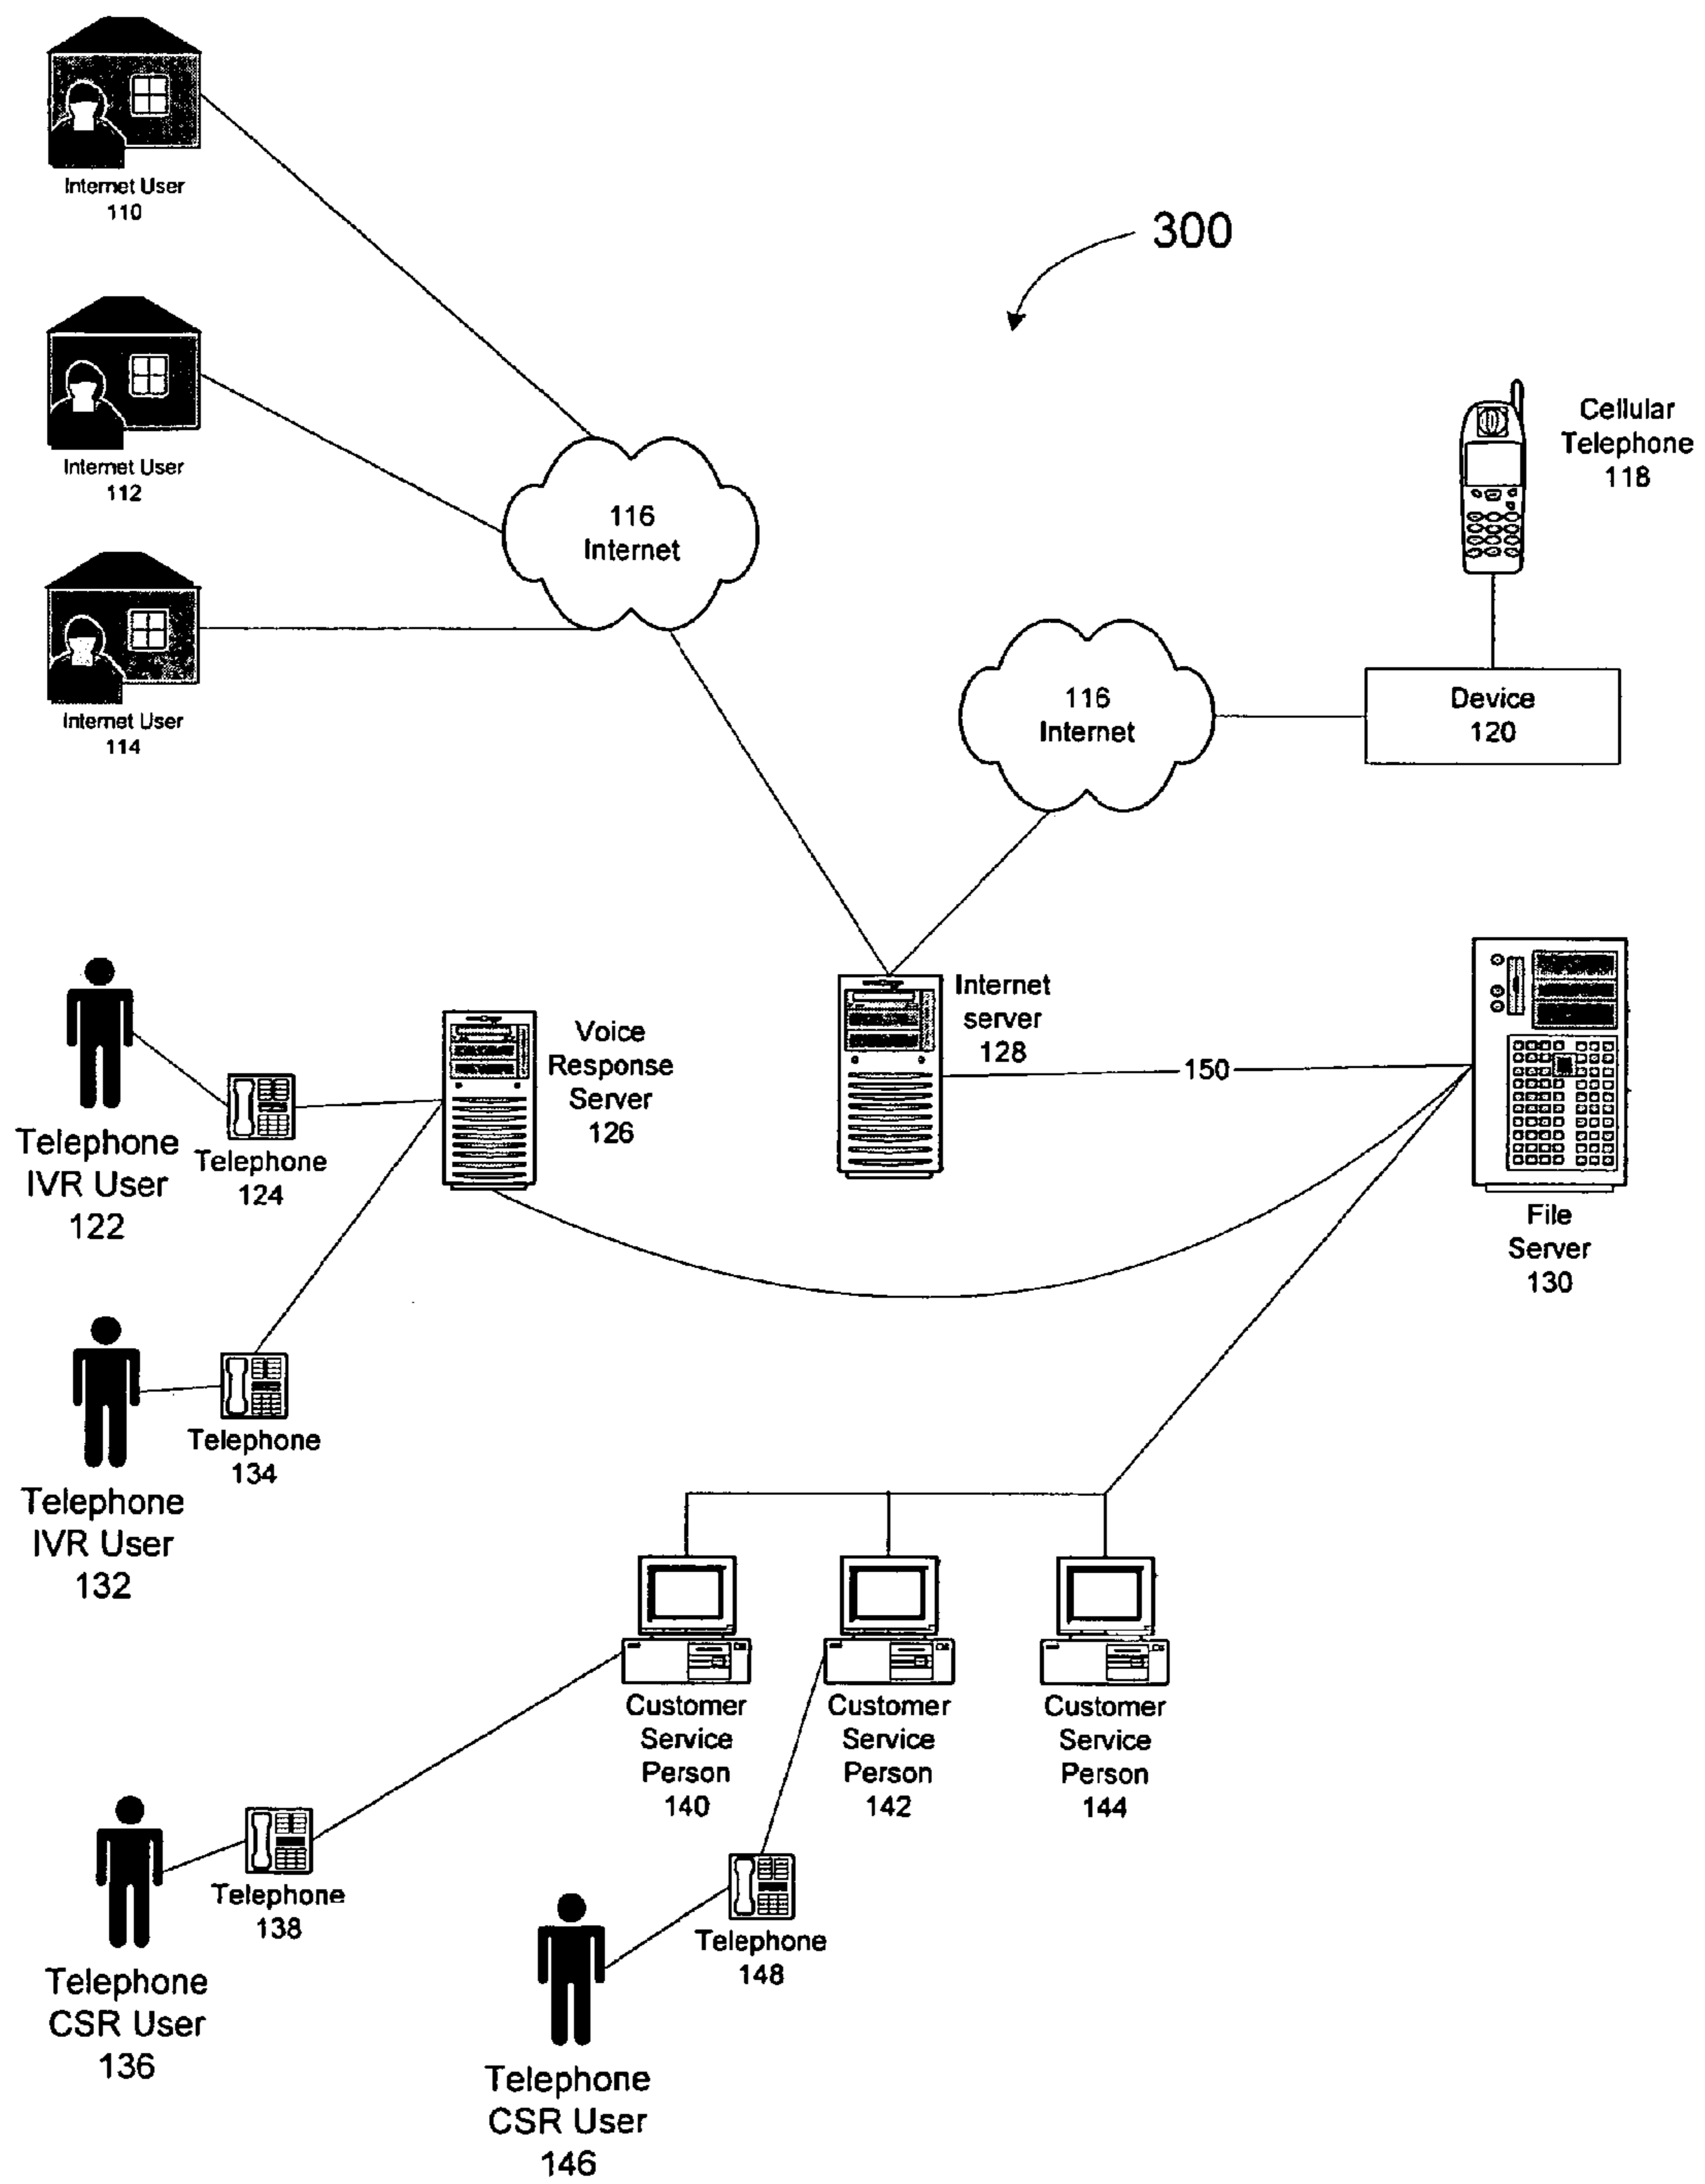 Internet User
110
300
Internet User
112
Cellular
Telephone
118
116
Internet
Internet User
114
116
Internet
Device
120
Internet
server
128
Voice
Response
Server
126
150
Telephone
IVR User
122
Telephone
124
File
Server
130
Telephone
134
Telephone
IVR User
132
Customer
Service
Person
140
Customer
Service
Person
142
Customer
Service
Person
144
Telephone
138
Telephone
CSR User
136
Telephone
148
Telephone
CSR User
146